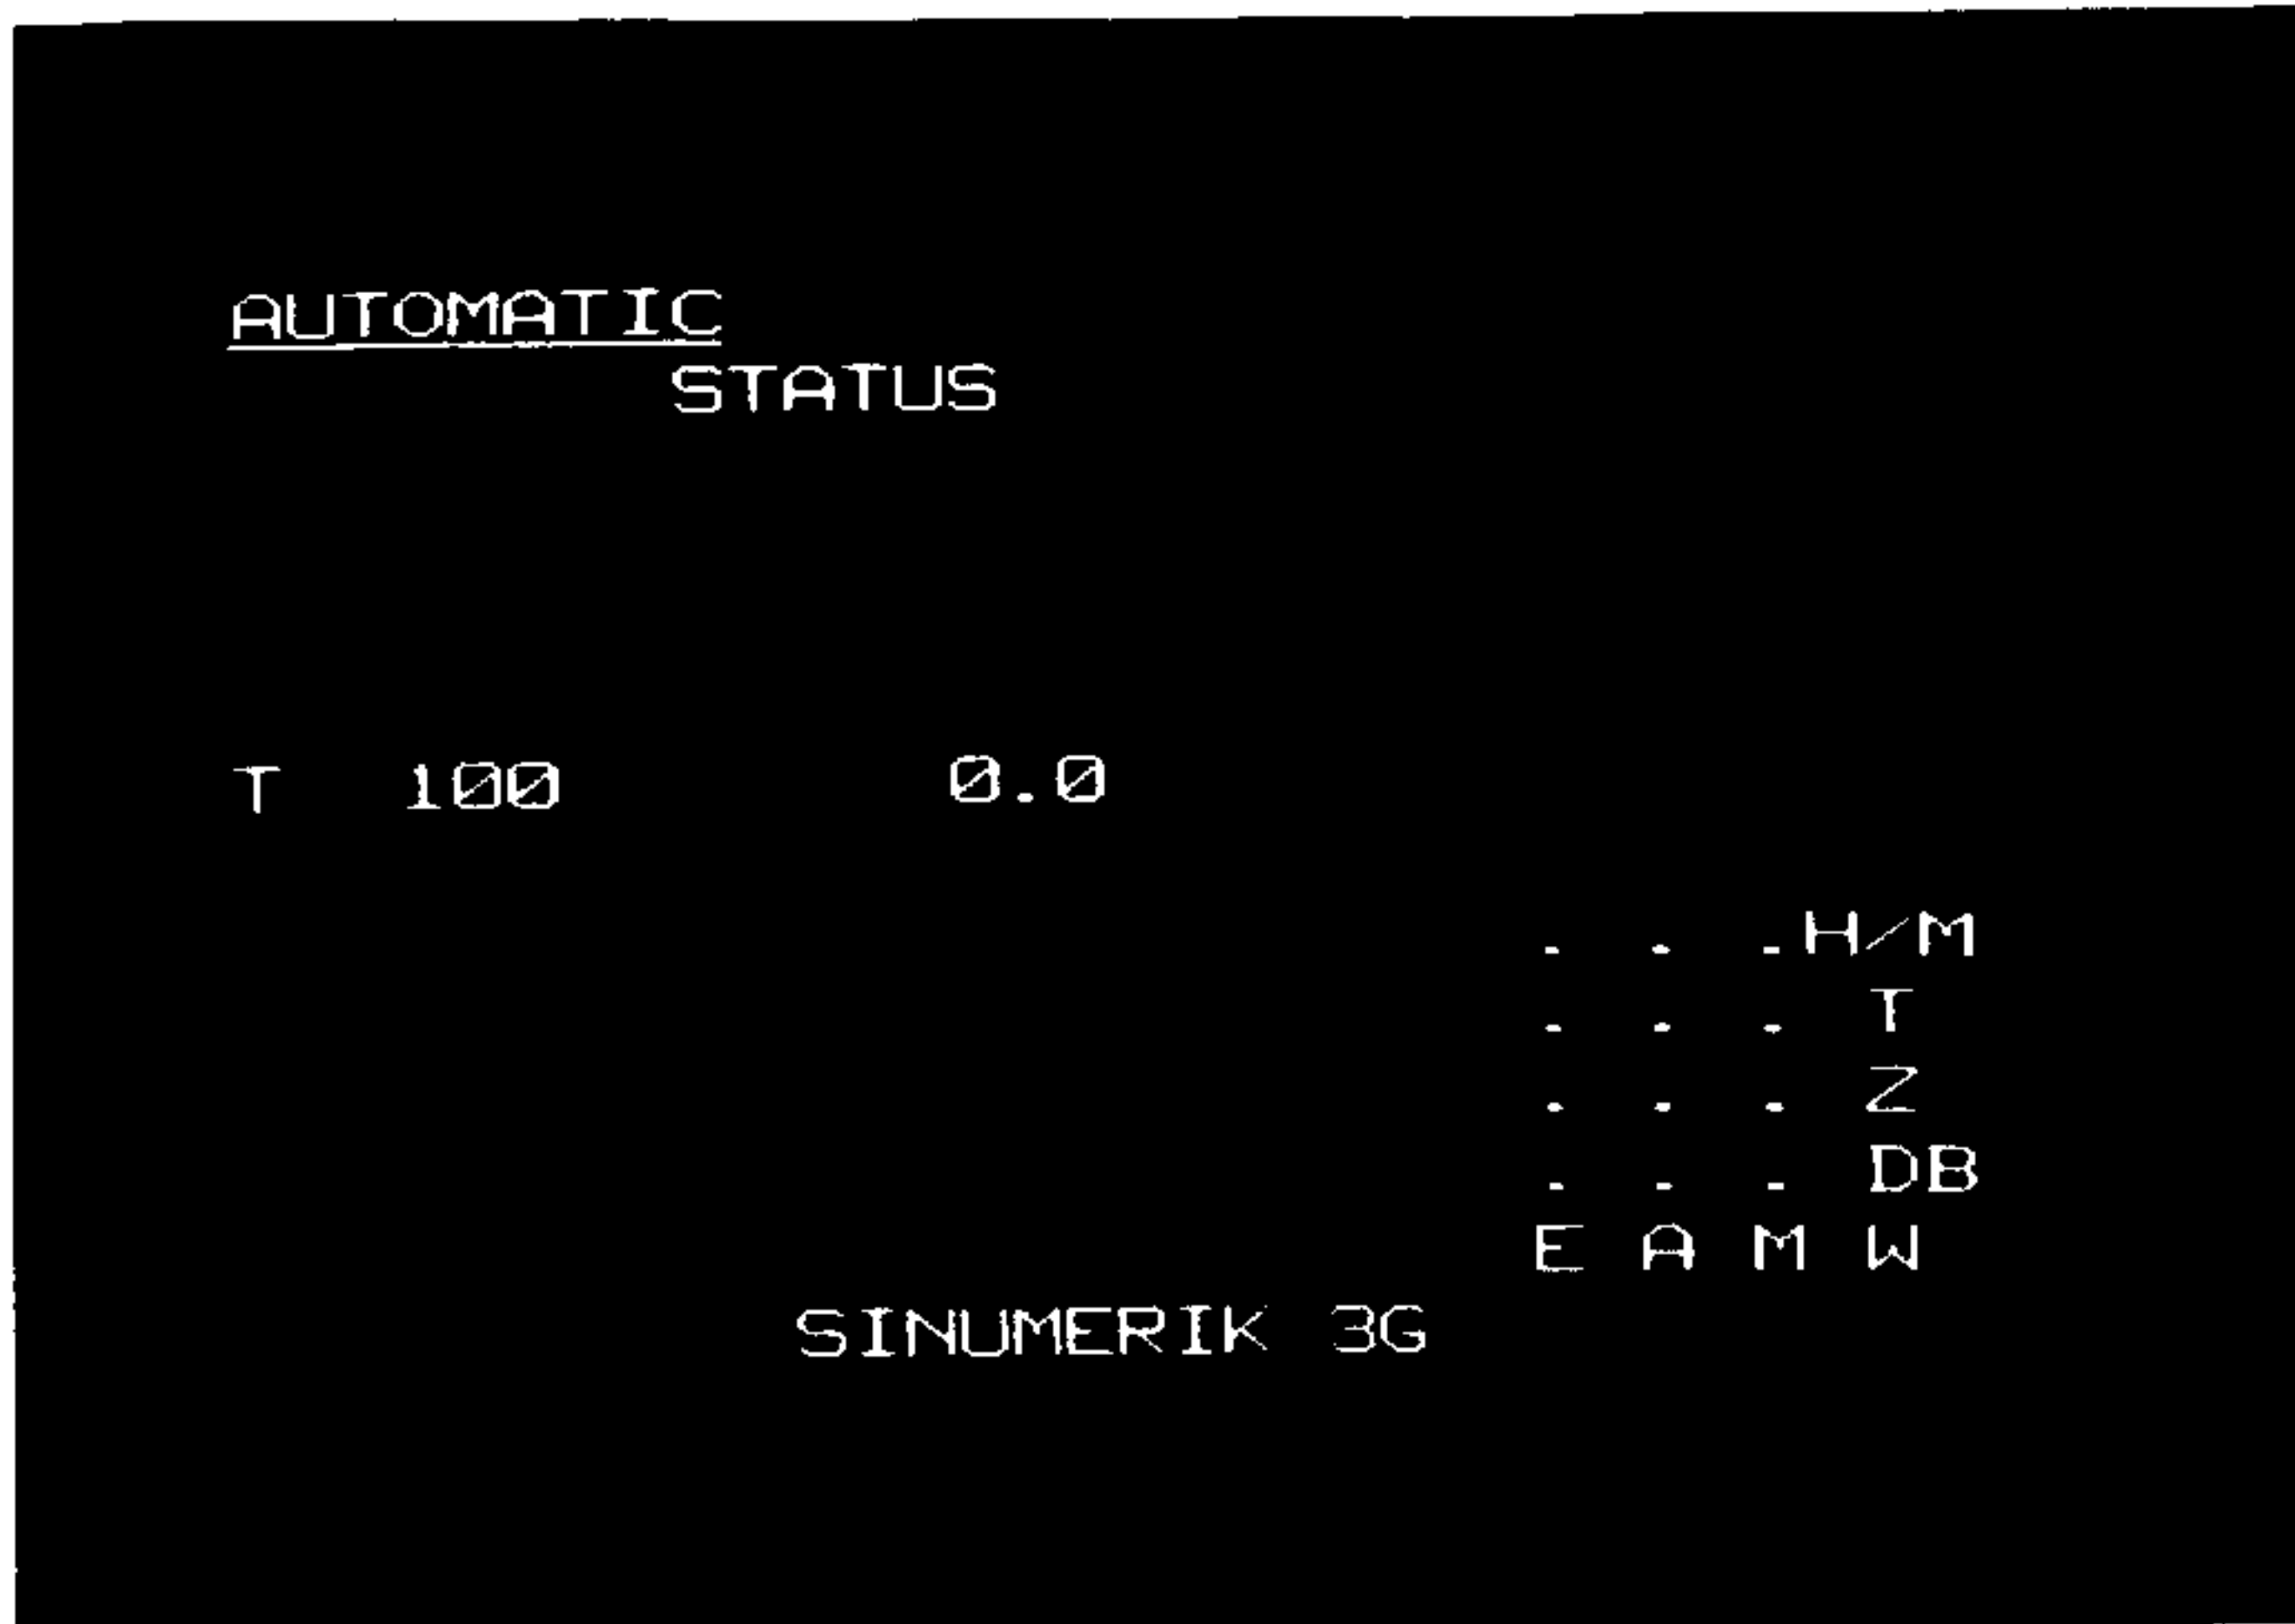 AUTOMATIC
STATUS
T 100 0.0
. . . H/M
. . . T
. . . Z
. . . DB
E A M W
SINUMERIK 3G